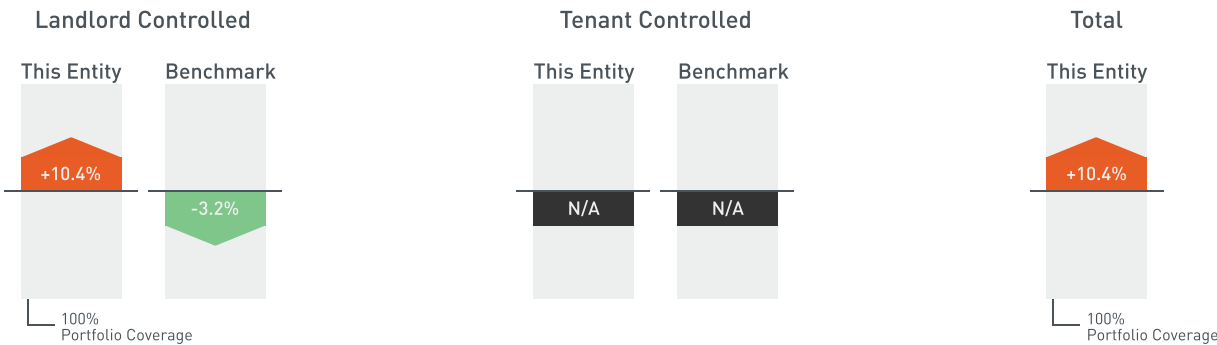 Landlord Controlled
Tenant Controlled
Total
This Entity
Benchmark
This Entity
Benchmark
This Entity
+10.4%
-3.2%
N/A
N/A
+10.4%
100%
Portfolio Coverage
100%
Portfolio Coverage